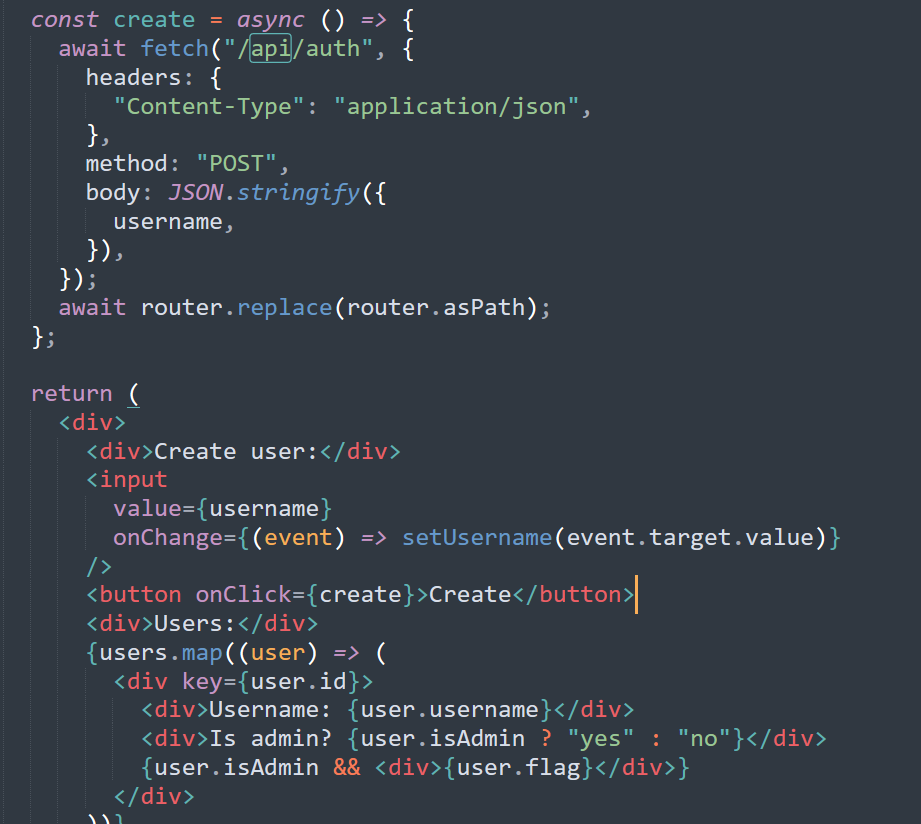 const create = async () => {
  await fetch("/api/auth", {
    headers: {
      "Content-Type": "application/json",
    },
    method: "POST",
    body: JSON.stringify({
      username,
    }),
  });
  await router.replace(router.asPath);
};

return (
  <div>
    <div>Create user:</div>
    <input
      value={username}
      onChange={(event) => setUsername(event.target.value)}
    />
    <button onClick={create}>Create</button>
    <div>Users:</div>
    {users.map((user) => (
      <div key={user.id}>
        <div>Username: {user.username}</div>
        <div>Is admin? {user.isAdmin ? "yes" : "no"}</div>
        {user.isAdmin && <div>{user.flag}</div>}
      </div>
    ))}